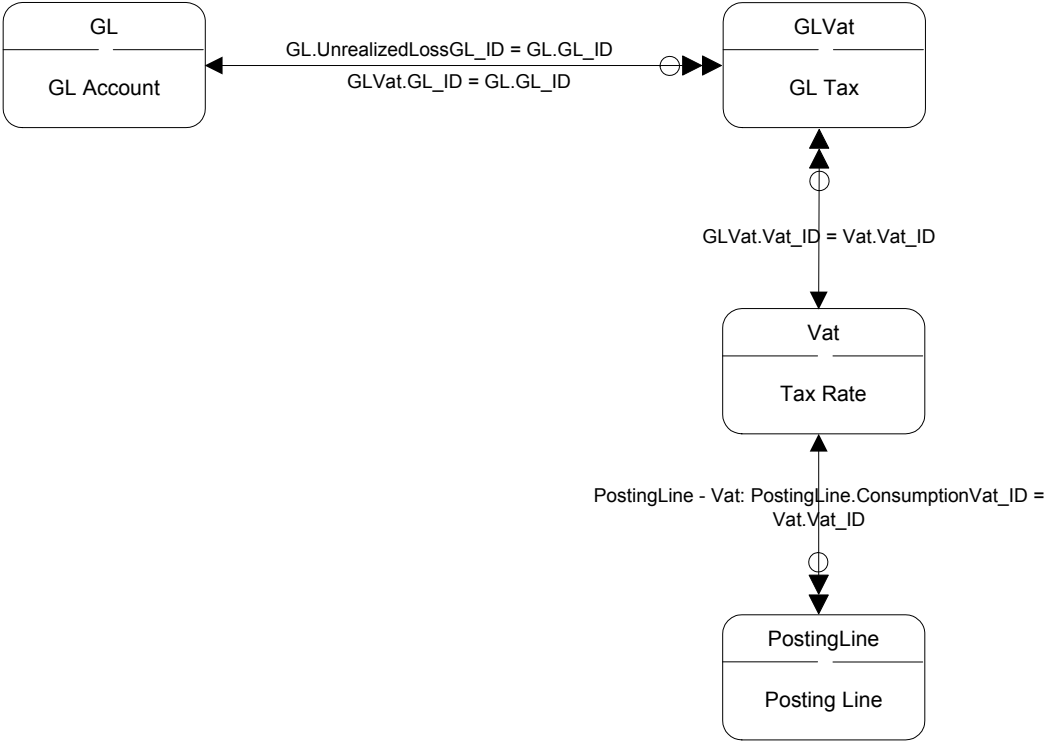 GL
GL Account
GL.UnrealizedLossGL_ID = GL.GL_ID
GLVat.GL_ID = GL.GL_ID
GLVat
GL Tax
GLVat.Vat_ID = Vat.Vat_ID
Vat
Tax Rate
PostingLine - Vat: PostingLine.ConsumptionVat_ID =
Vat.Vat_ID
PostingLine
Posting Line